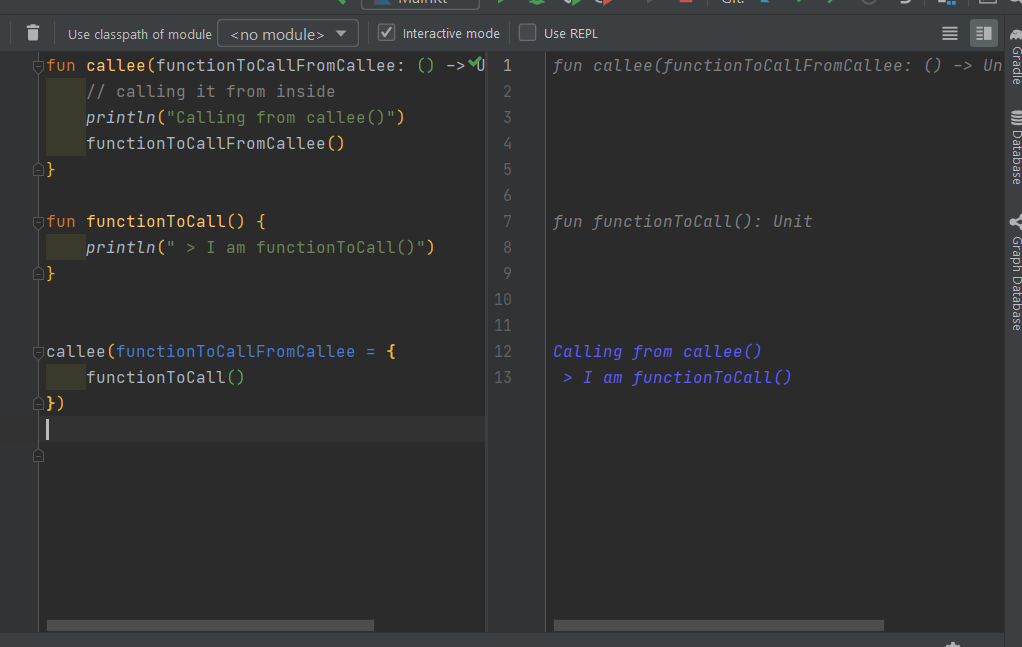 MainKt
Git:
Use classpath of module <no module> Interactive mode Use REPL
fun callee(functionToCallFromCallee: () -> U
// calling it from inside
println("Calling from callee()")
functionToCallFromCallee()
}
fun functionToCall() {
println(" > I am functionToCall()")
}
callee(functionToCallFromCallee = {
functionToCall()
})
1 fun callee(functionToCallFromCallee: () -> Un
2
3
4
5
6
7 fun functionToCall(): Unit
8
9
10
11
12 Calling from callee()
13 > I am functionToCall()
Gradle
Database
Graph Database